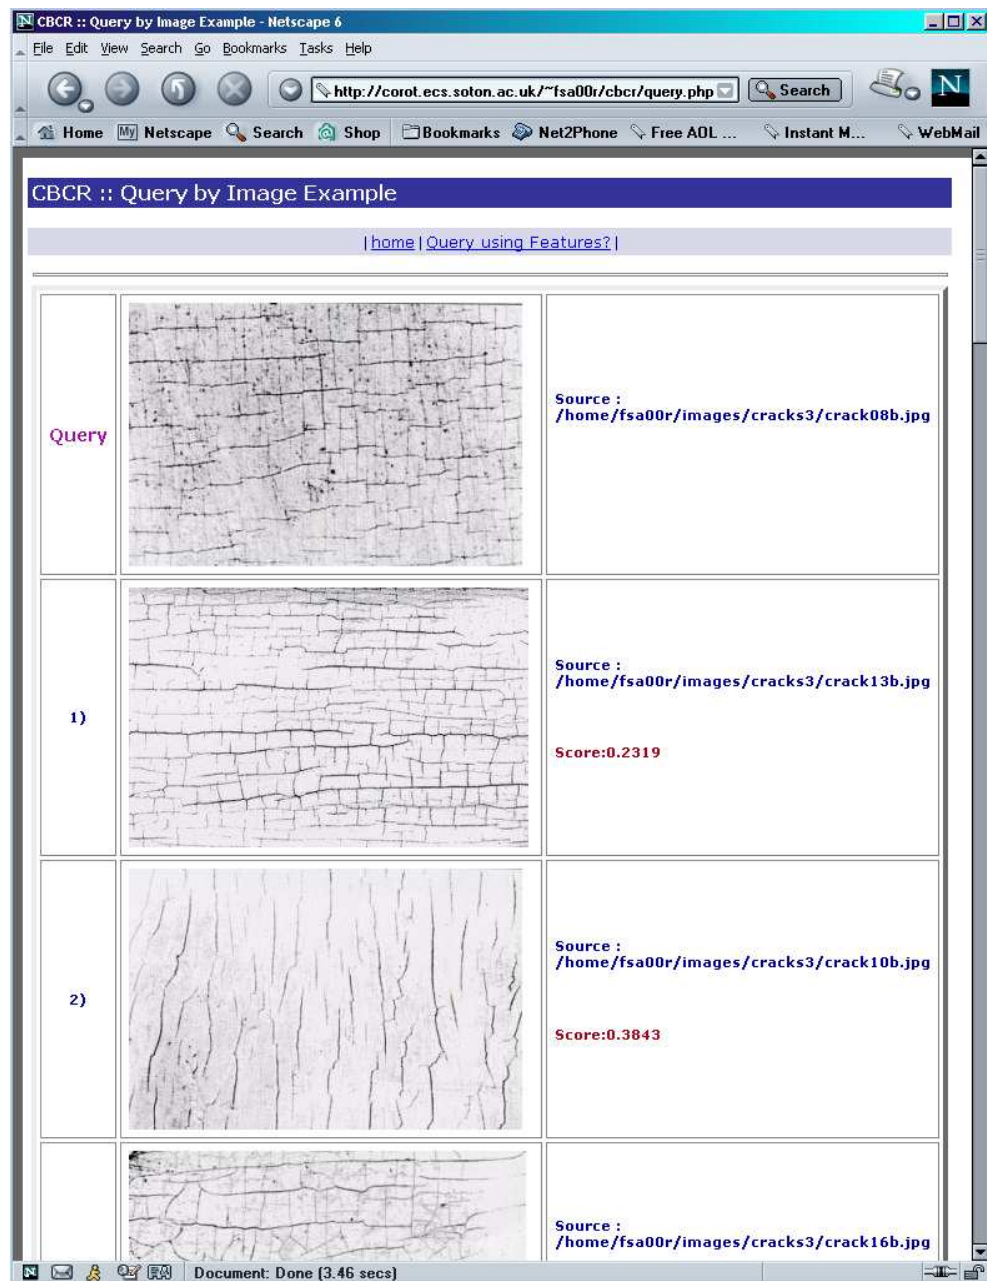 CBCR :: Query by Image Example - Netscape 6
File Edit View Search Go Bookmarks Tasks Help
http://corot.ecs.soton.ac.uk/~fsa00r/cbcr/query.php Search N
Home My Netscape Search Shop Bookmarks Net2Phone Free AOL ... Instant M... WebMail
CBCR :: Query by Image Example
| home | Query using Features? |
Query
Source :
/home/fsa00r/images/cracks3/crack08b.jpg
1)
Source :
/home/fsa00r/images/cracks3/crack13b.jpg
Score:0.2319
2)
Source :
/home/fsa00r/images/cracks3/crack10b.jpg
Score:0.3843
Source :
/home/fsa00r/images/cracks3/crack16b.jpg
Document: Done (3.46 secs)